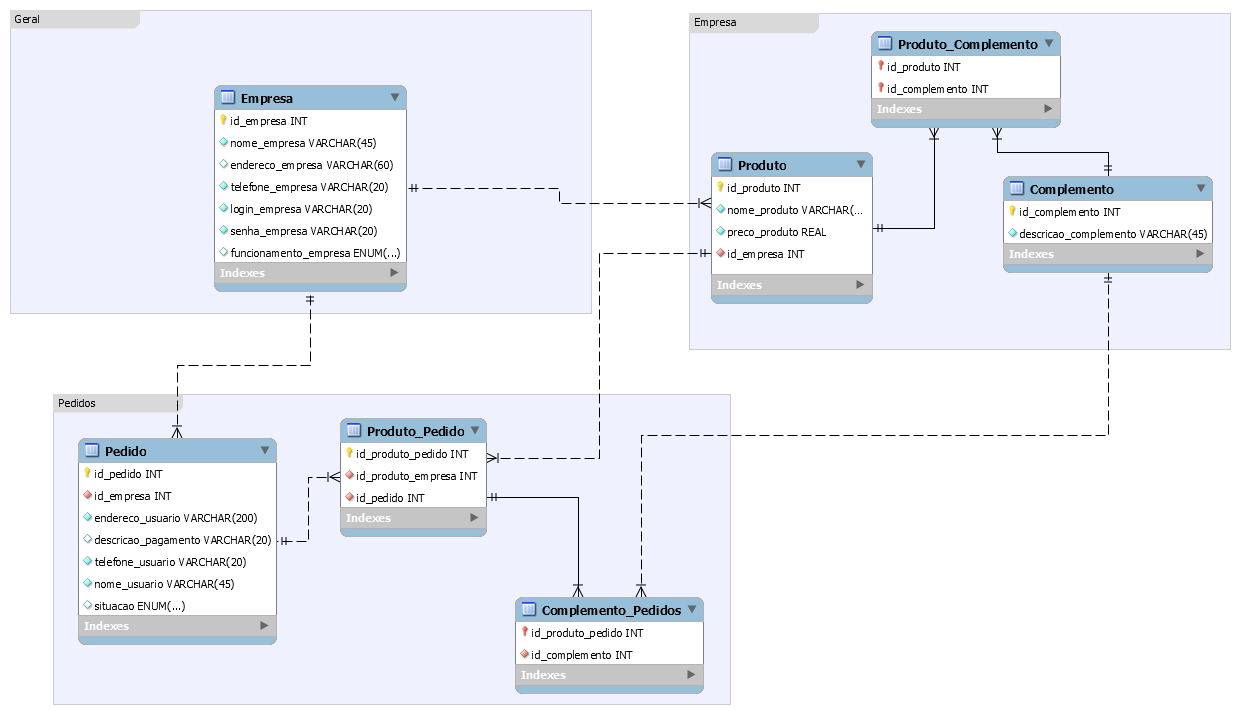 Geral
Empresa
id_empresa INT
nome_empresa VARCHAR(45)
endereco_empresa VARCHAR(60)
telefone_empresa VARCHAR(20)
login_empresa VARCHAR(20)
senha_empresa VARCHAR(20)
funcionamento_empresa ENUM(...)
Indexes
Empresa
Produto_Complemento
id_produto INT
id_complemento INT
Indexes
Produto
id_produto INT
nome_produto VARCHAR(...
preco_produto REAL
id_empresa INT
Indexes
Complemento
id_complemento INT
descricao_complemento VARCHAR(45)
Indexes
Pedidos
Pedido
id_pedido INT
id_empresa INT
endereco_usuario VARCHAR(200)
descricao_pagamento VARCHAR(20)
telefone_usuario VARCHAR(20)
nome_usuario VARCHAR(45)
situacao ENUM(...)
Indexes
Produto_Pedido
id_produto_pedido INT
id_produto_empresa INT
id_pedido INT
Indexes
Complemento_Pedidos
id_produto_pedido INT
id_complemento INT
Indexes